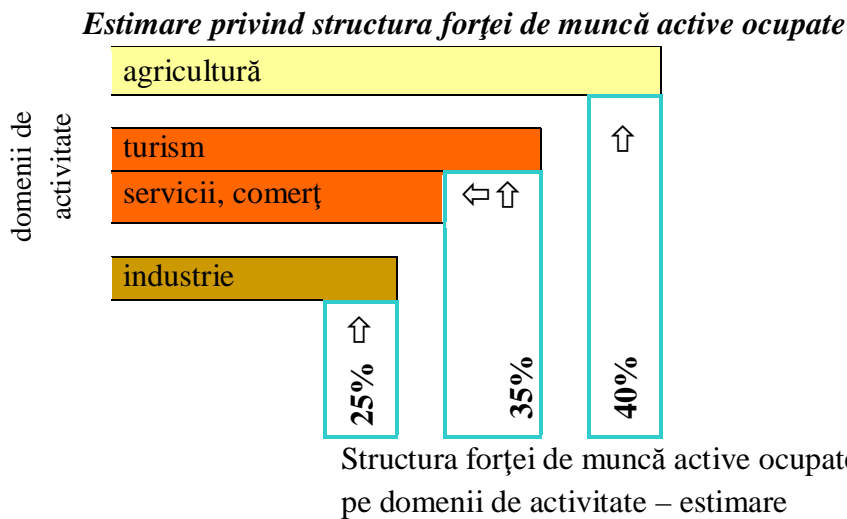 Estimare privind structura forţei de muncă active ocupate
agricultură
domenii de
activitate
turism
servicii, comerţ
industrie
25%
35%
40%
Structura forţei de muncă active ocupate
pe domenii de activitate – estimare